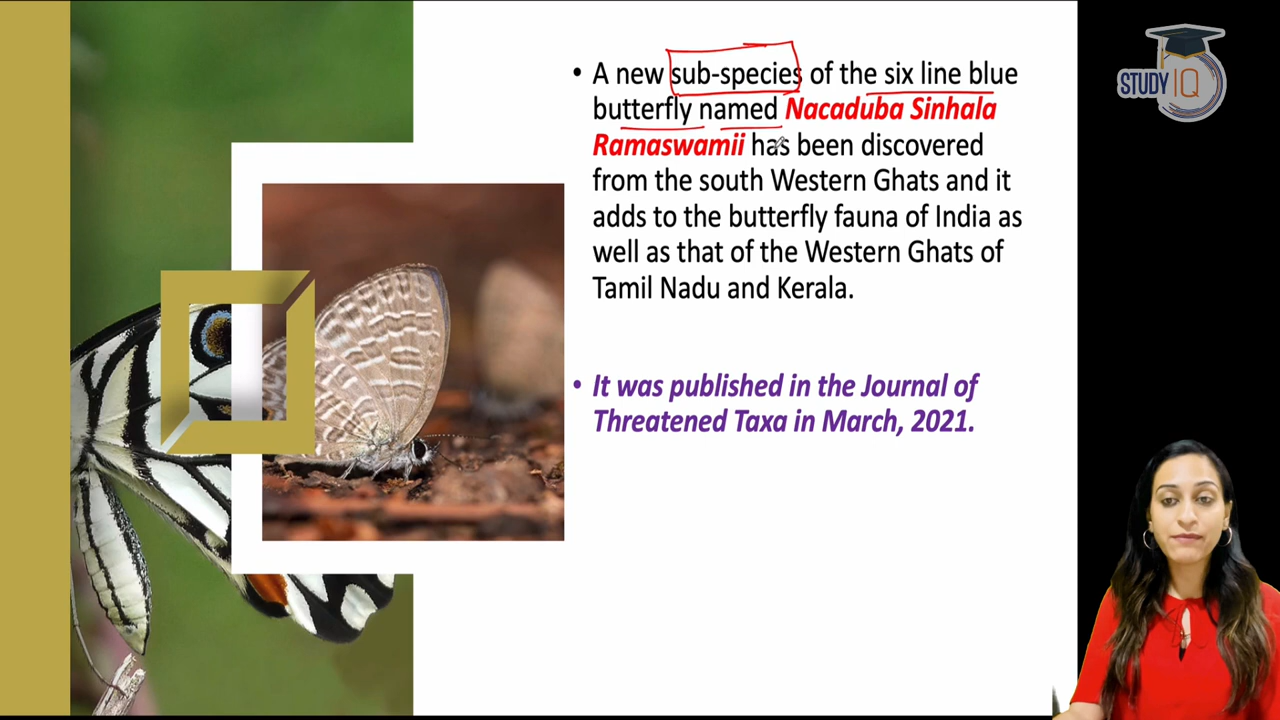 • A new sub-species of the six line blue
butterfly named Nacaduba Sinhala
Ramaswamii has been discovered
from the south Western Ghats and it
adds to the butterfly fauna of India as
well as that of the Western Ghats of
Tamil Nadu and Kerala.
• It was published in the Journal of
Threatened Taxa in March, 2021.
STUDY IQ